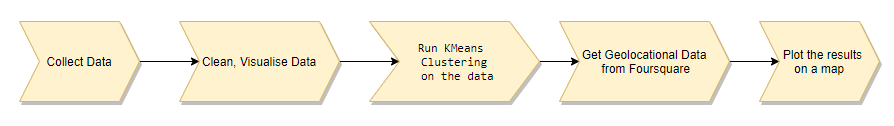 Collect Data
Clean, Visualise Data
Run KMeans
Clustering
on the data
Get Geolocational Data
from Foursquare
Plot the results
on a map